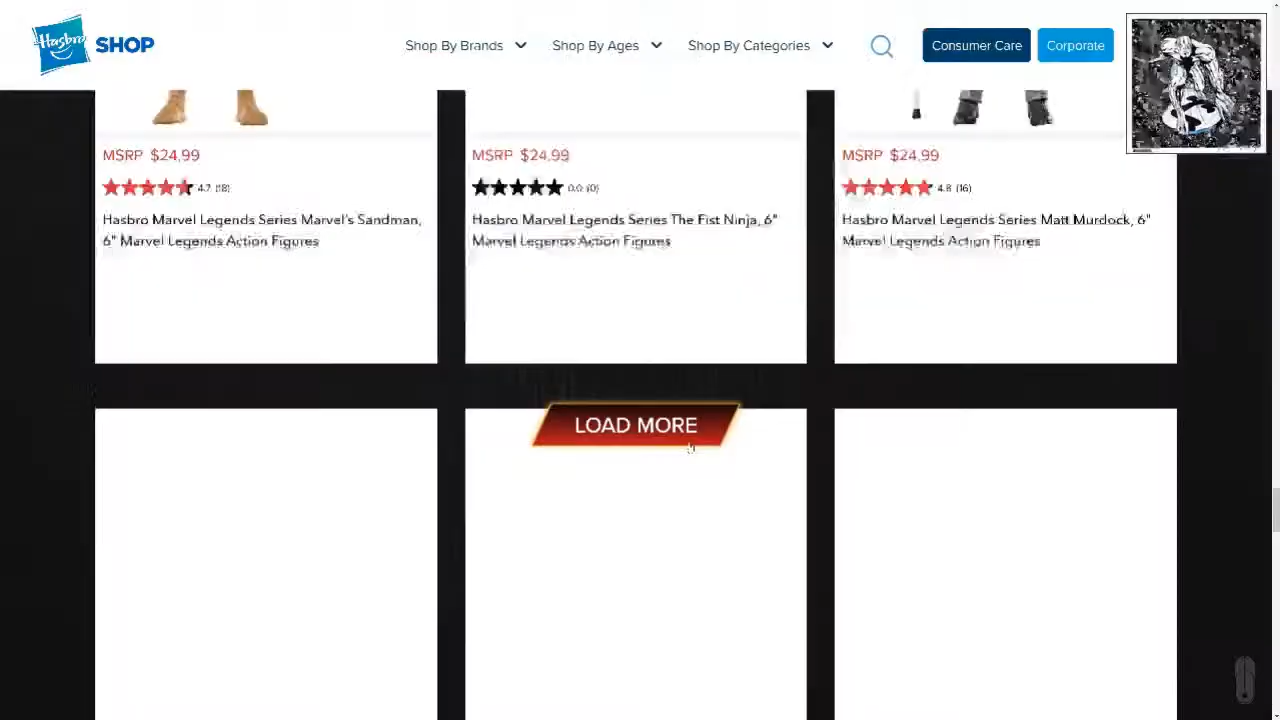 Hasbro SHOP
Shop By Brands
Shop By Ages
Shop By Categories
Consumer Care
Corporate
MSRP $24.99
4.7 (18)
Hasbro Marvel Legends Series Marvel's Sandman,
6" Marvel Legends Action Figures
MSRP $24.99
0.0 (0)
Hasbro Marvel Legends Series The Fist Ninja, 6"
Marvel Legends Action Figures
MSRP $24.99
4.8 (16)
Hasbro Marvel Legends Series Matt Murdock, 6"
Marvel Legends Action Figures
LOAD MORE